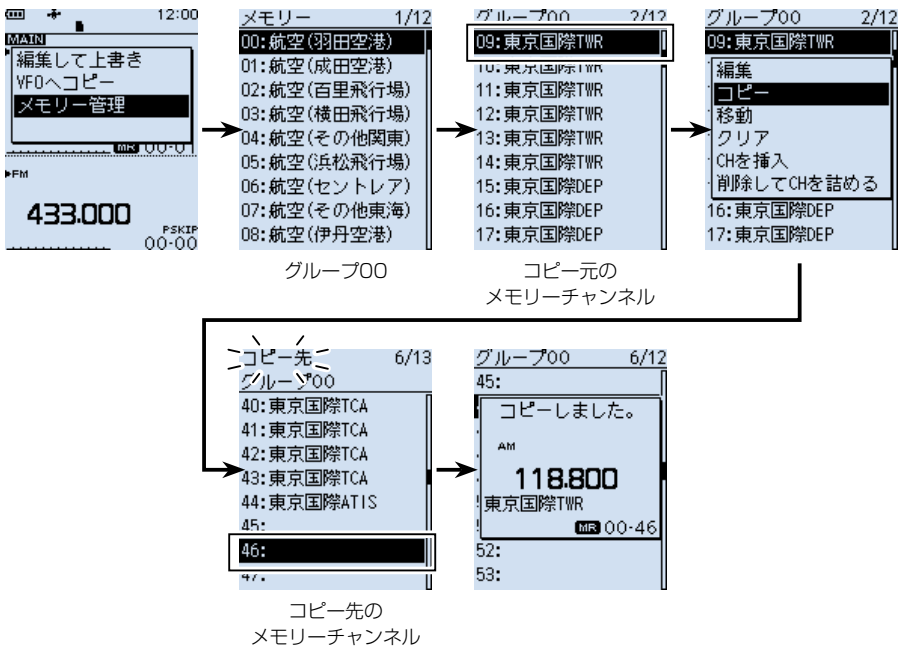 12:00
MAIN
編集して上書き
VFOへコピー
メモリー管理
MR 00-01
FM
433.000
PSKIP
00-00
メモリー 1/12
00:航空(羽田空港)
01:航空(成田空港)
02:航空(百里飛行場)
03:航空(横田飛行場)
04:航空(その他関東)
05:航空(浜松飛行場)
06:航空(セントレア)
07:航空(その他東海)
08:航空(伊丹空港)
グループ00
グループ00 2/12
09:東京国際TWR
10:東京国際TWR
11:東京国際TWR
12:東京国際TWR
13:東京国際TWR
14:東京国際TWR
15:東京国際DEP
16:東京国際DEP
17:東京国際DEP
コピー元の
メモリーチャンネル
グループ00 2/12
09:東京国際TWR
編集
コピー
移動
クリア
CHを挿入
削除してCHを詰める
16:東京国際DEP
17:東京国際DEP
コピー先 6/13
グループ00
40:東京国際TCA
41:東京国際TCA
42:東京国際TCA
43:東京国際TCA
44:東京国際ATIS
45:
46:
47:
コピー先の
メモリーチャンネル
グループ00 6/12
45:
コピーしました。
AM
118.800
東京国際TWR
MR 00-46
52:
53: